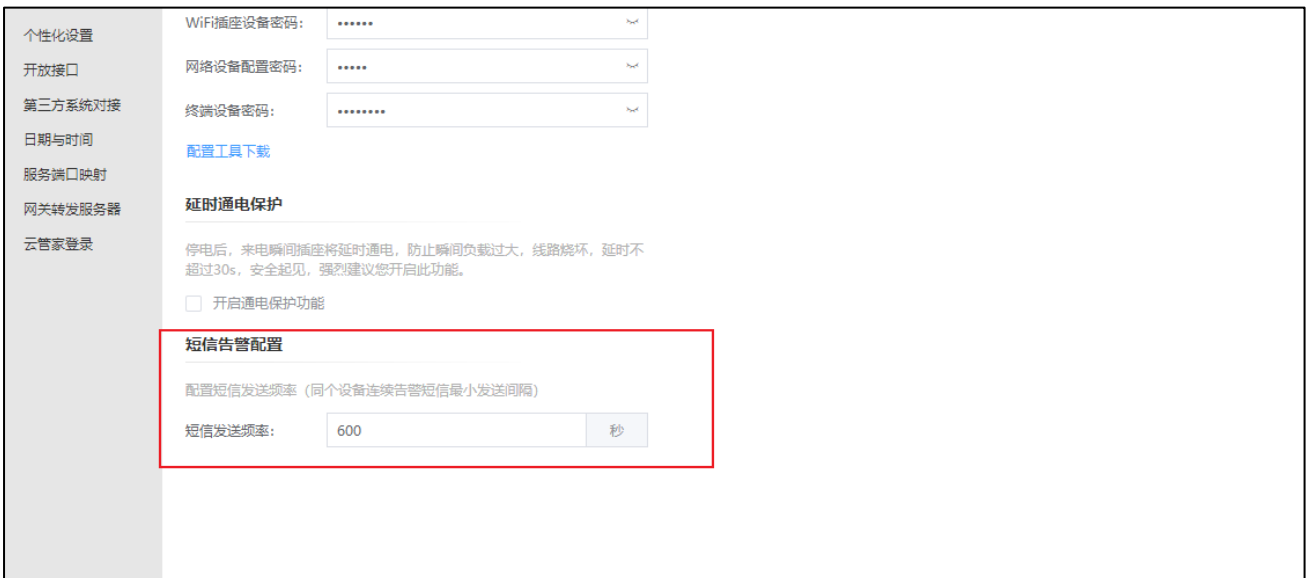 个性化设置
开放接口
第三方系统对接
日期与时间
服务端口映射
网关转发服务器
云管家登录
WiFi插座设备密码: ••••••
网络设备配置密码: •••••
终端设备密码: ••••••••
配置工具下载
延时通电保护
停电后，来电瞬间插座将延时通电，防止瞬间负载过大，线路烧坏，延时不
超过30s，安全起见，强烈建议您开启此功能。
开启通电保护功能
短信告警配置
配置短信发送频率（同个设备连续告警短信最小发送间隔）
短信发送频率: 600 秒